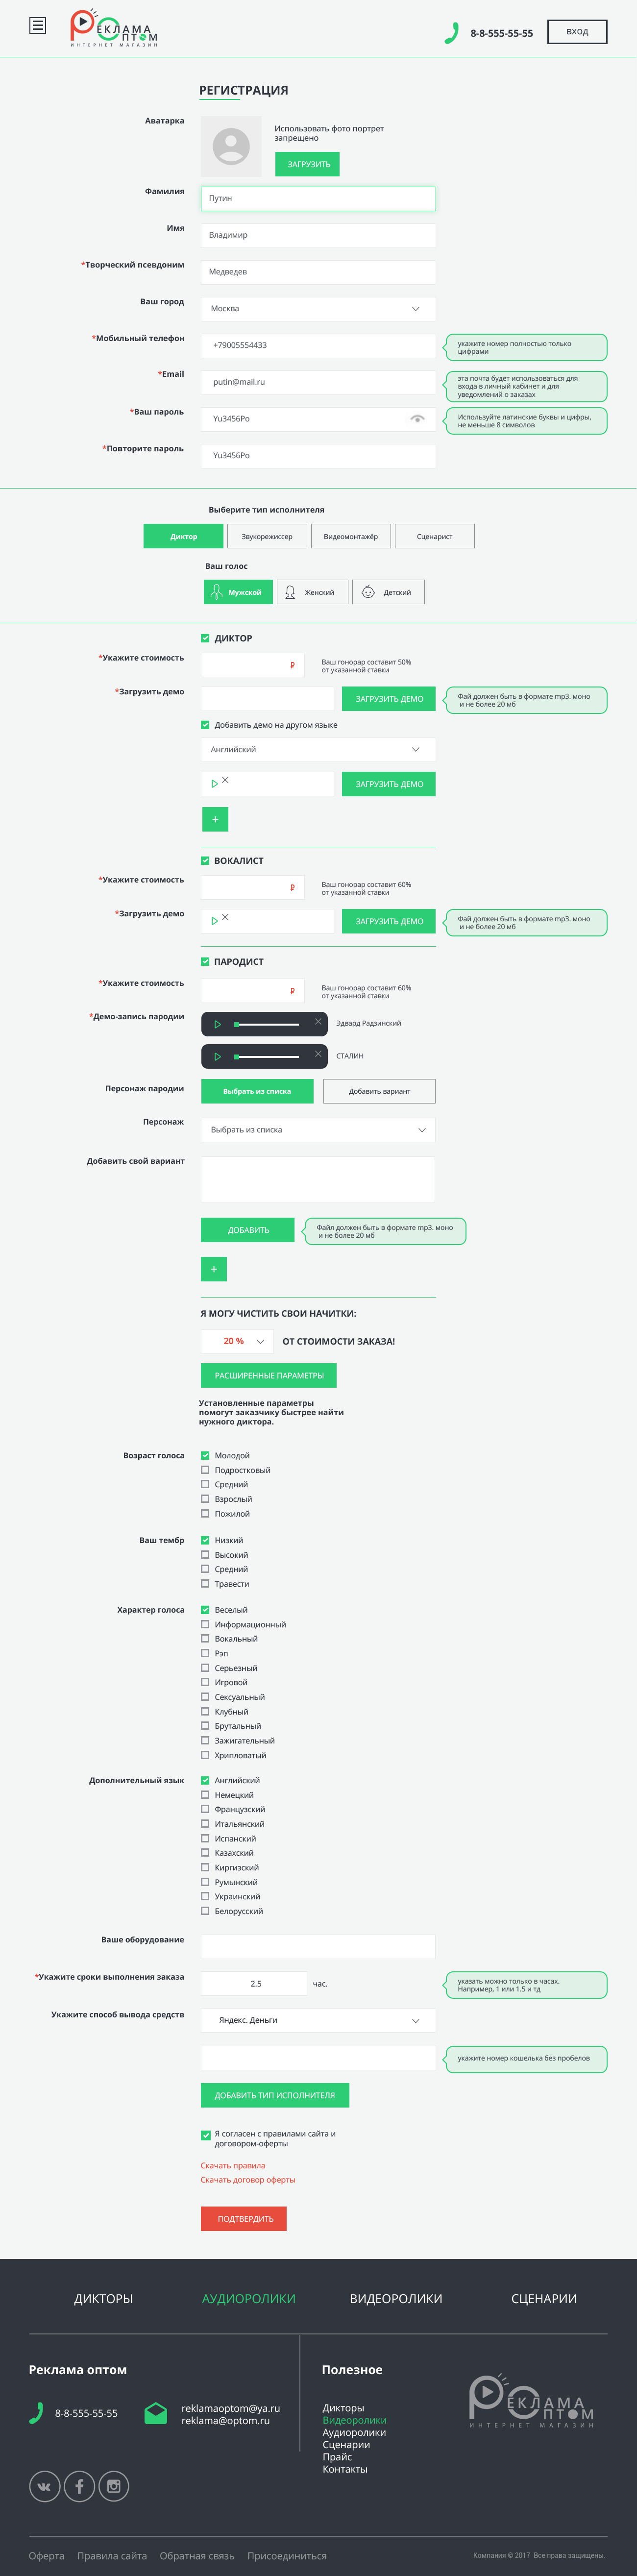 РЕКЛАМА
ОПТОМ
ИНТЕРНЕТ МАГАЗИН
8-8-555-55-55
ВХОД
РЕГИСТРАЦИЯ
Аватарка
Использовать фото портрет
запрещено
ЗАГРУЗИТЬ
Фамилия
Путин
Имя
Владимир
*Творческий псевдоним
Медведев
Ваш город
Москва
*Мобильный телефон
+79005554433
укажите номер полностью только
цифрами
*Email
putin@mail.ru
эта почта будет использоваться для
входа в личный кабинет и для
уведомлений о заказах
*Ваш пароль
Yu3456Po
Используйте латинские буквы и цифры,
не меньше 8 символов
*Повторите пароль
Yu3456Po
Выберите тип исполнителя
Диктор
Звукорежиссер
Видеомонтажёр
Сценарист
Ваш голос
Мужской
Женский
Детский
ДИКТОР
*Укажите стоимость
₽
Ваш гонорар составит 50%
от указанной ставки
*Загрузить демо
ЗАГРУЗИТЬ ДЕМО
Фай должен быть в формате mp3. моно
и не более 20 мб
Добавить демо на другом языке
Английский
ЗАГРУЗИТЬ ДЕМО
+
ВОКАЛИСТ
*Укажите стоимость
₽
Ваш гонорар составит 60%
от указанной ставки
*Загрузить демо
ЗАГРУЗИТЬ ДЕМО
Фай должен быть в формате mp3. моно
и не более 20 мб
ПАРОДИСТ
*Укажите стоимость
₽
Ваш гонорар составит 60%
от указанной ставки
*Демо-запись пародии
Эдвард Радзинский
СТАЛИН
Персонаж пародии
Выбрать из списка
Добавить вариант
Персонаж
Выбрать из списка
Добавить свой вариант
ДОБАВИТЬ
Файл должен быть в формате mp3. моно
и не более 20 мб
+
Я МОГУ ЧИСТИТЬ СВОИ НАЧИТКИ:
20 %
ОТ СТОИМОСТИ ЗАКАЗА!
РАСШИРЕННЫЕ ПАРАМЕТРЫ
Установленные параметры
помогут заказчику быстрее найти
нужного диктора.
Возраст голоса
Молодой
Подростковый
Средний
Взрослый
Пожилой
Ваш тембр
Низкий
Высокий
Средний
Травести
Характер голоса
Веселый
Информационный
Вокальный
Рэп
Серьезный
Игровой
Сексуальный
Клубный
Брутальный
Зажигательный
Хрипловатый
Дополнительный язык
Английский
Немецкий
Французский
Итальянский
Испанский
Казахский
Киргизский
Румынский
Украинский
Белорусский
Ваше оборудование
*Укажите сроки выполнения заказа
2.5
час.
указать можно только в часах.
Например, 1 или 1.5 и тд
Укажите способ вывода средств
Яндекс. Деньги
укажите номер кошелька без пробелов
ДОБАВИТЬ ТИП ИСПОЛНИТЕЛЯ
Я согласен с правилами сайта и
договором-оферты
Скачать правила
Скачать договор оферты
ПОДТВЕРДИТЬ
ДИКТОРЫ
АУДИОРОЛИКИ
ВИДЕОРОЛИКИ
СЦЕНАРИИ
Реклама оптом
8-8-555-55-55
reklamaoptom@ya.ru
reklama@optom.ru
Полезное
Дикторы
Видеоролики
Аудиоролики
Сценарии
Прайс
Контакты
РЕКЛАМА
ОПТОМ
ИНТЕРНЕТ МАГАЗИН
Оферта
Правила сайта
Обратная связь
Присоединиться
Компания © 2017 Все права защищены.